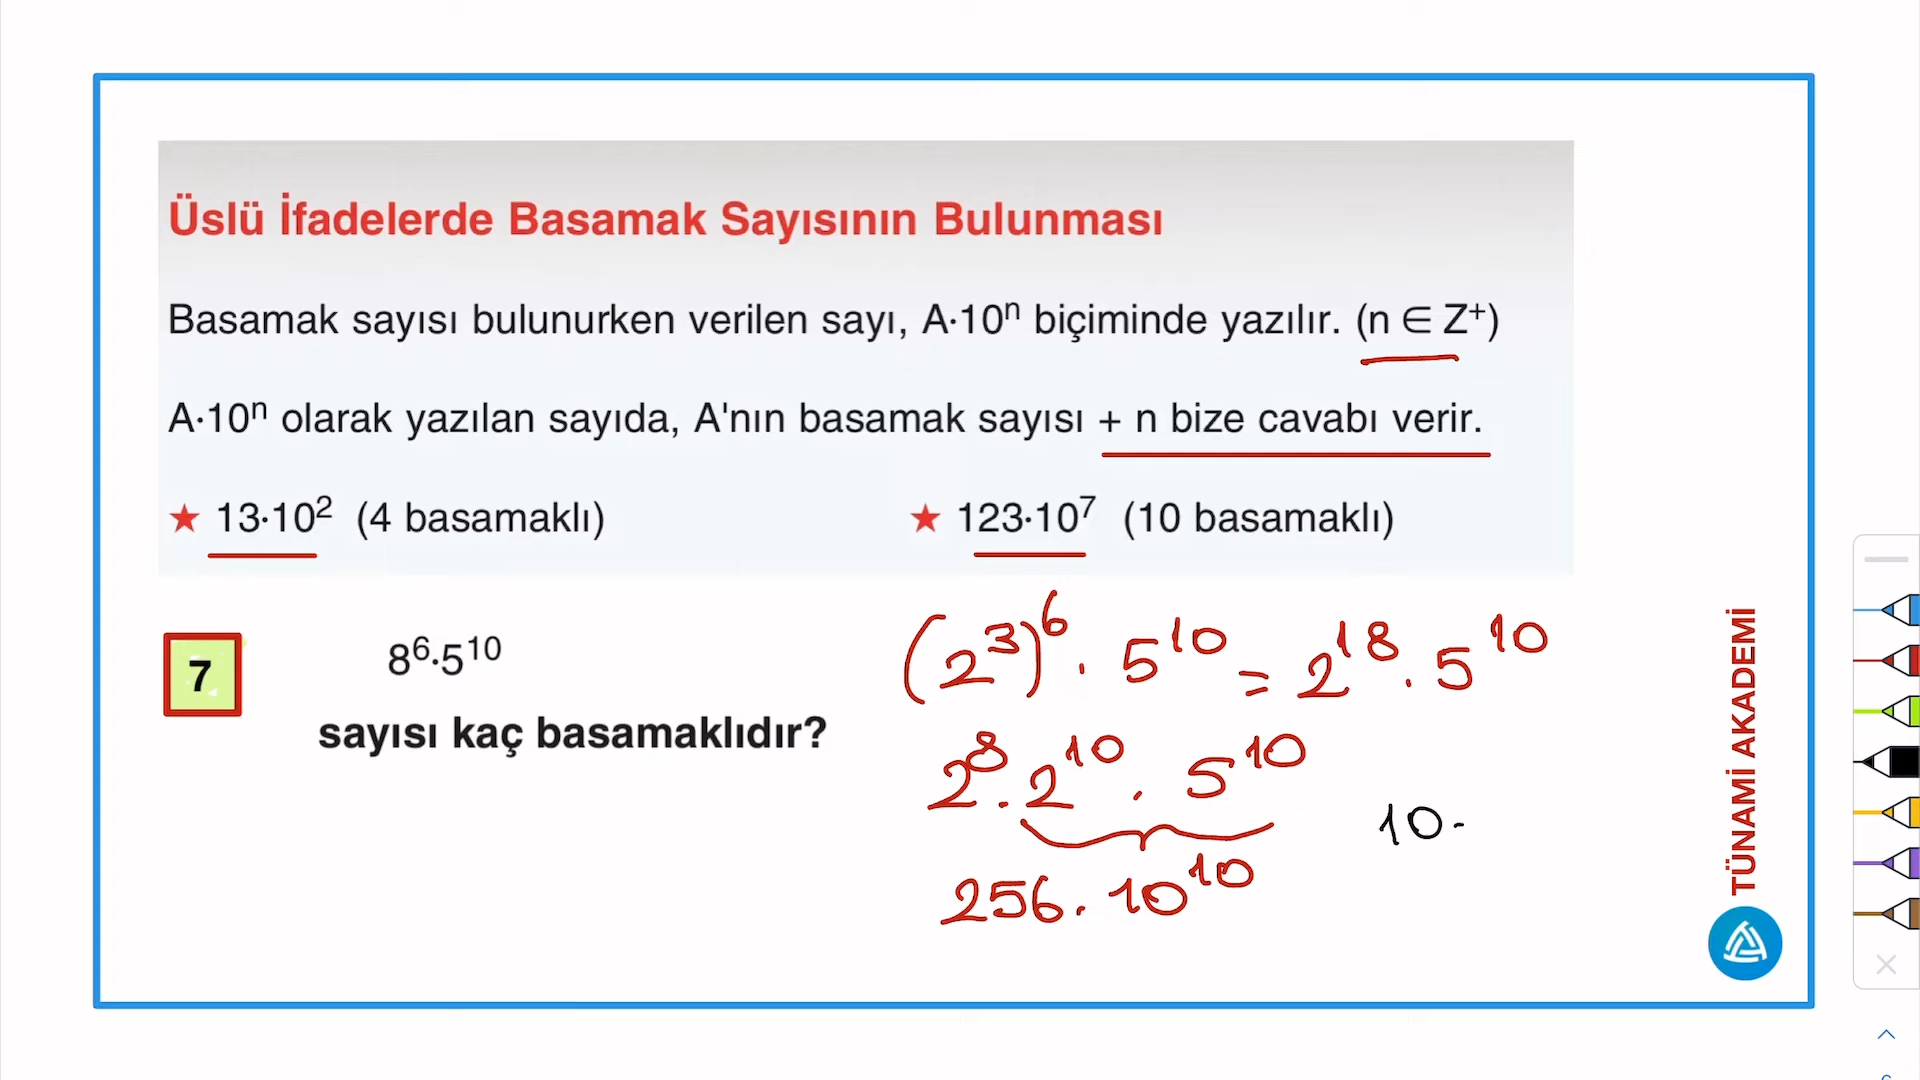 Üslü İfadelerde Basamak Sayısının Bulunması
Basamak sayısı bulunurken verilen sayı, A·10ⁿ biçiminde yazılır. (n ∈ Z⁺)
A·10ⁿ olarak yazılan sayıda, A'nın basamak sayısı + n bize cavabı verir.
★ 13·10² (4 basamaklı)
★ 123·10⁷ (10 basamaklı)
7
8⁶·5¹⁰
sayısı kaç basamaklıdır?
(2³)⁶ · 5¹⁰ = 2¹⁸ · 5¹⁰
2⁸ · 2¹⁰ · 5¹⁰
256 · 10¹⁰
10 -
TÜNAMİ AKADEMİ